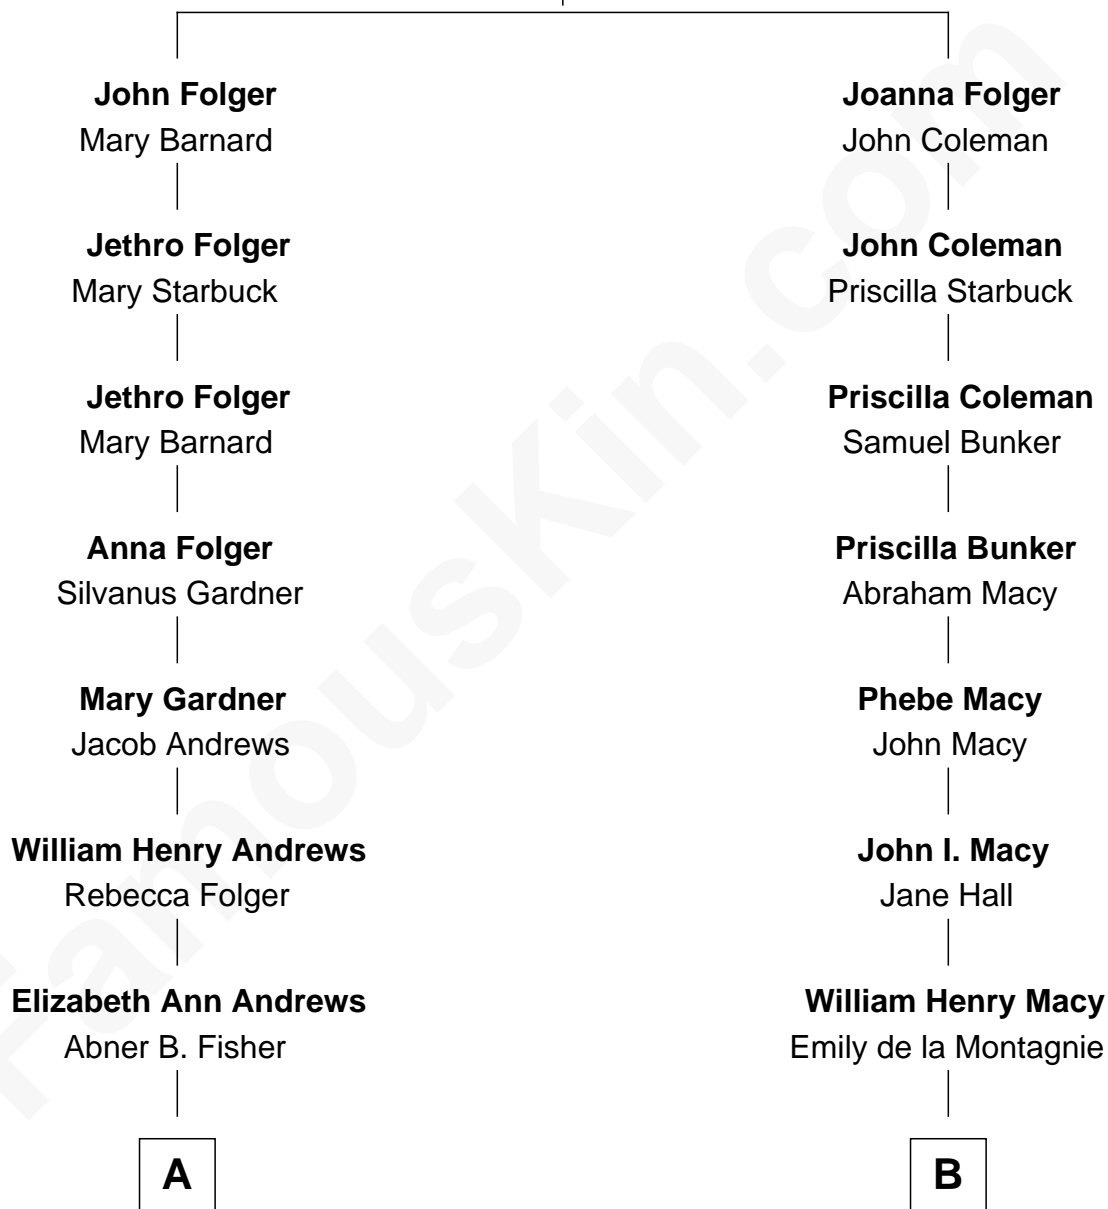 John Folger
Mary Barnard
Jethro Folger
Mary Starbuck
Jethro Folger
Mary Barnard
Anna Folger
Silvanus Gardner
Mary Gardner
Jacob Andrews
William Henry Andrews
Rebecca Folger
Elizabeth Ann Andrews
Abner B. Fisher
A
Joanna Folger
John Coleman
John Coleman
Priscilla Starbuck
Priscilla Coleman
Samuel Bunker
Priscilla Bunker
Abraham Macy
Phebe Macy
John Macy
John I. Macy
Jane Hall
William Henry Macy
Emily de la Montagnie
B
FamousKin.com